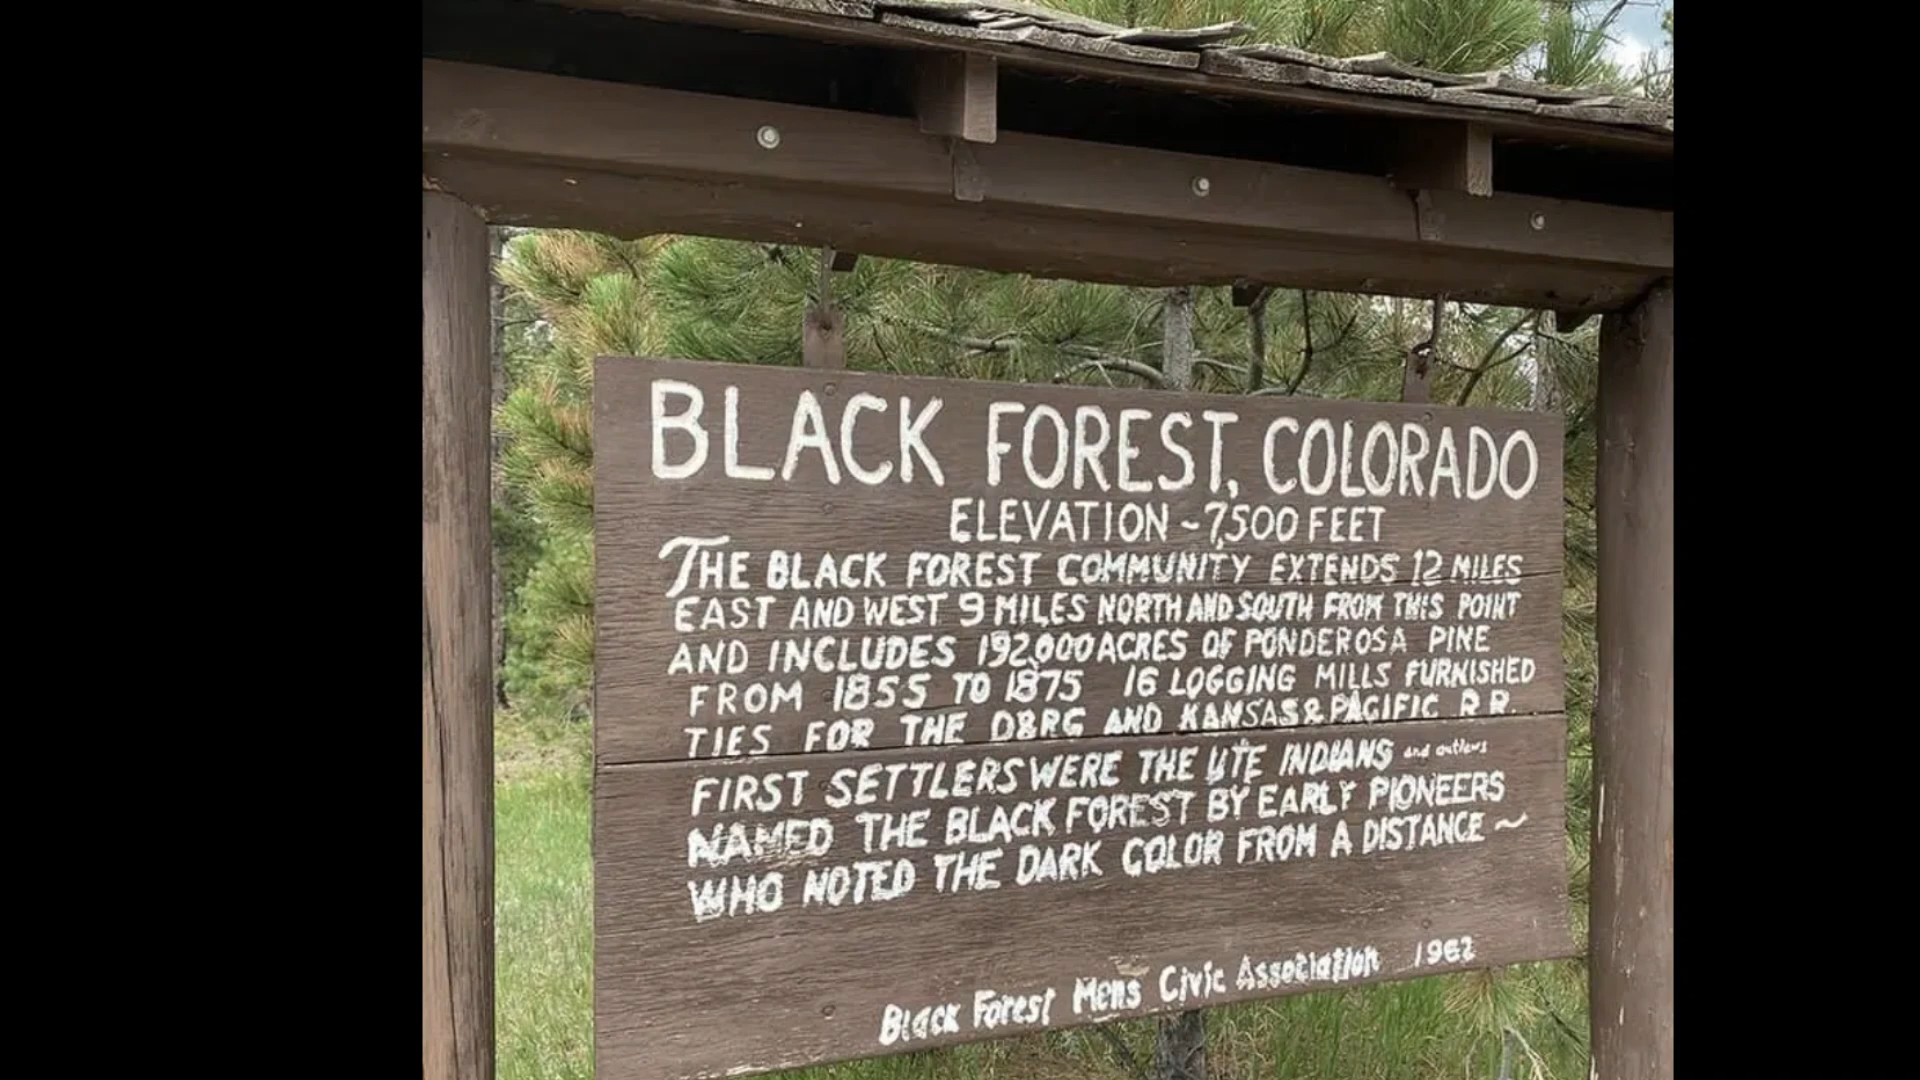 BLACK FOREST, COLORADO
ELEVATION ~ 7,500 FEET
THE BLACK FOREST COMMUNITY EXTENDS 12 MILES
EAST AND WEST 9 MILES NORTH AND SOUTH FROM THIS POINT
AND INCLUDES 192,000 ACRES OF PONDEROSA PINE
FROM 1855 TO 1875 16 LOGGING MILLS FURNISHED
TIES FOR THE D&RG AND KANSAS & PACIFIC R.R.
FIRST SETTLERS WERE THE UTE INDIANS and outlaws
NAMED THE BLACK FOREST BY EARLY PIONEERS
WHO NOTED THE DARK COLOR FROM A DISTANCE ~
Black Forest Mens Civic Association 1962